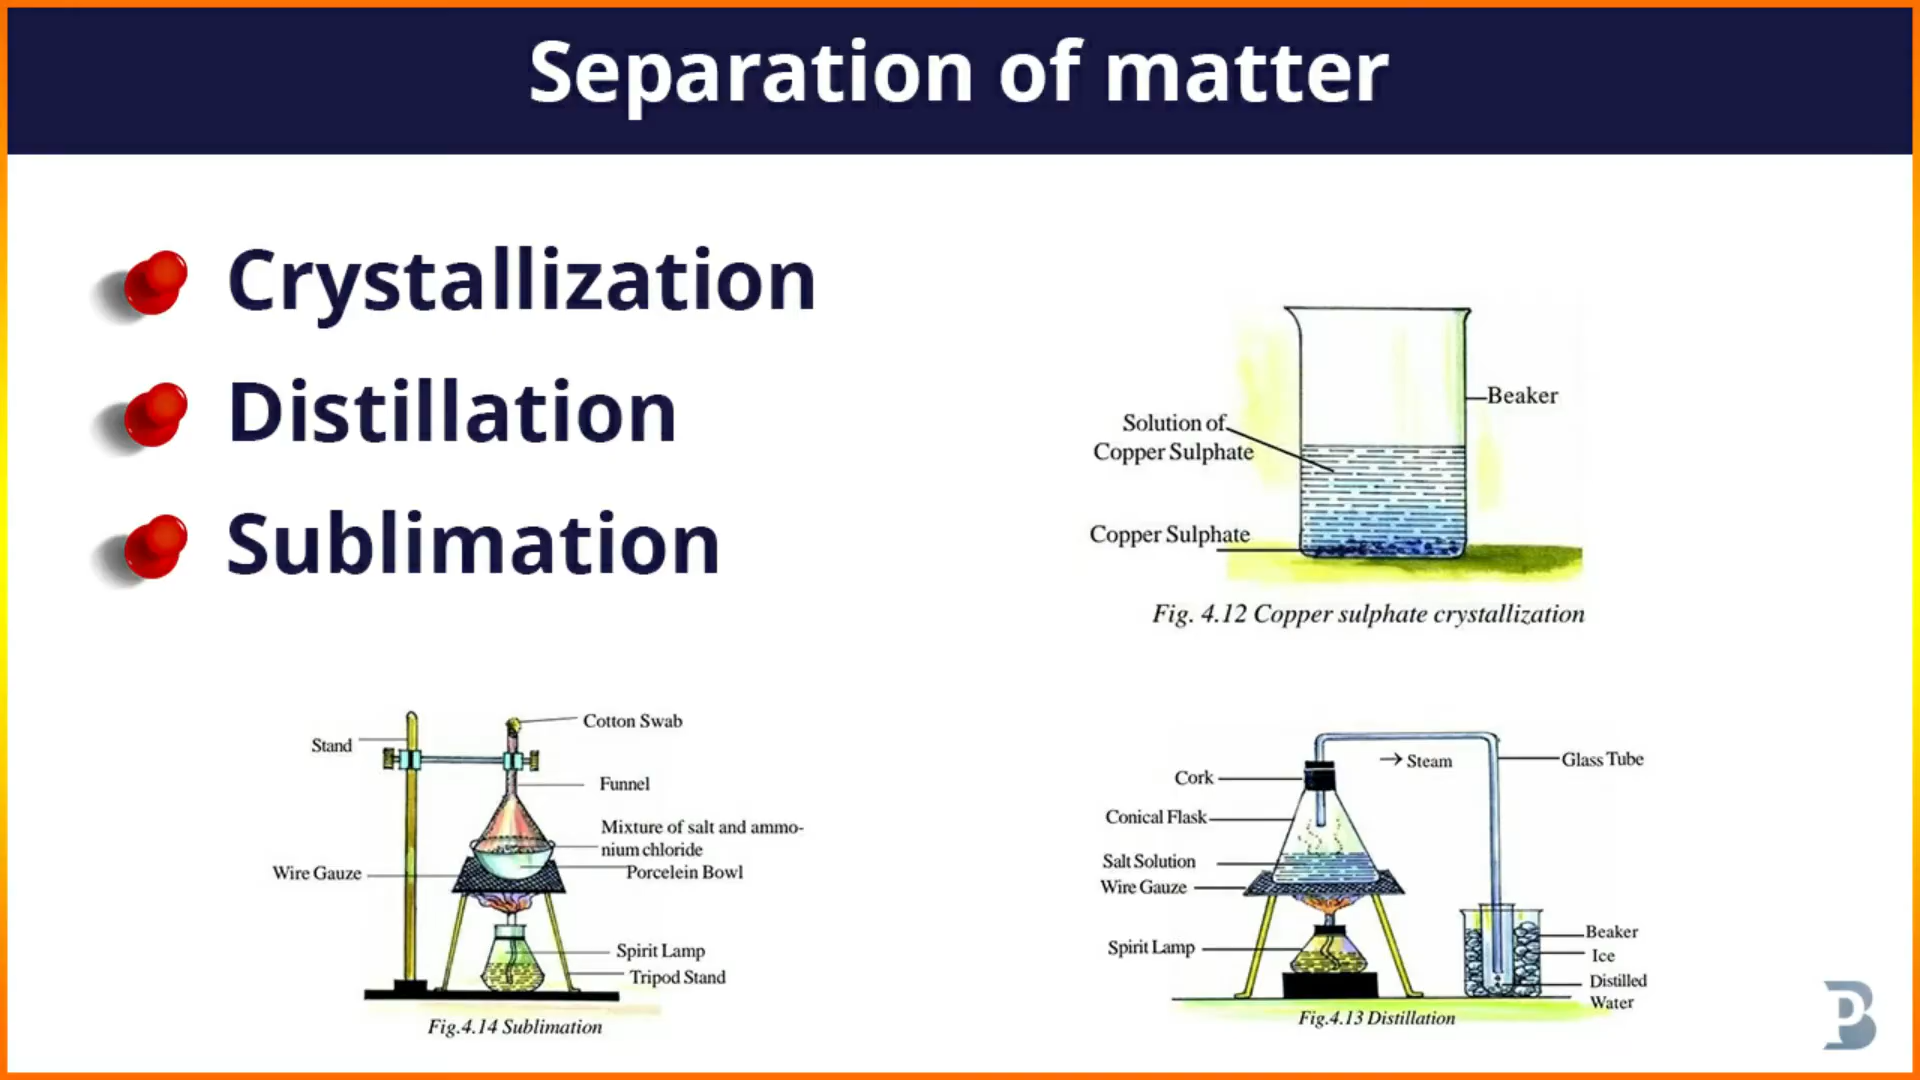 Separation of matter
Crystallization
Distillation
Sublimation
Beaker
Solution of
Copper Sulphate
Copper Sulphate
Fig. 4.12 Copper sulphate crystallization
Cotton Swab
Stand
Funnel
Mixture of salt and ammo-
nium chloride
Wire Gauze
Porcelein Bowl
Spirit Lamp
Tripod Stand
Fig.4.14 Sublimation
→ Steam
Glass Tube
Cork
Conical Flask
Salt Solution
Wire Gauze
Spirit Lamp
Beaker
Ice
Distilled
Water
Fig.4.13 Distillation
PB